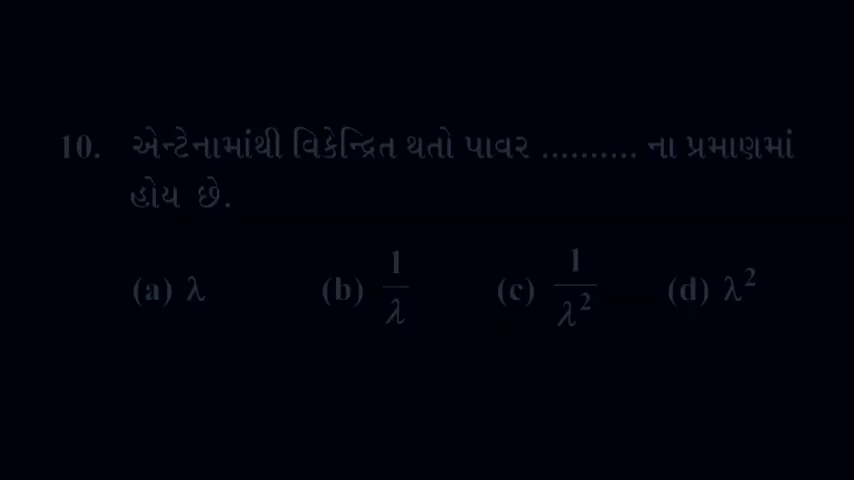 10. એન્ટેનામાંથી વિકેન્દ્રિત થતો પાવર .......... ના પ્રમાણમાં
હોય છે.
(a) λ (b) 1/λ (c) 1/λ² (d) λ²